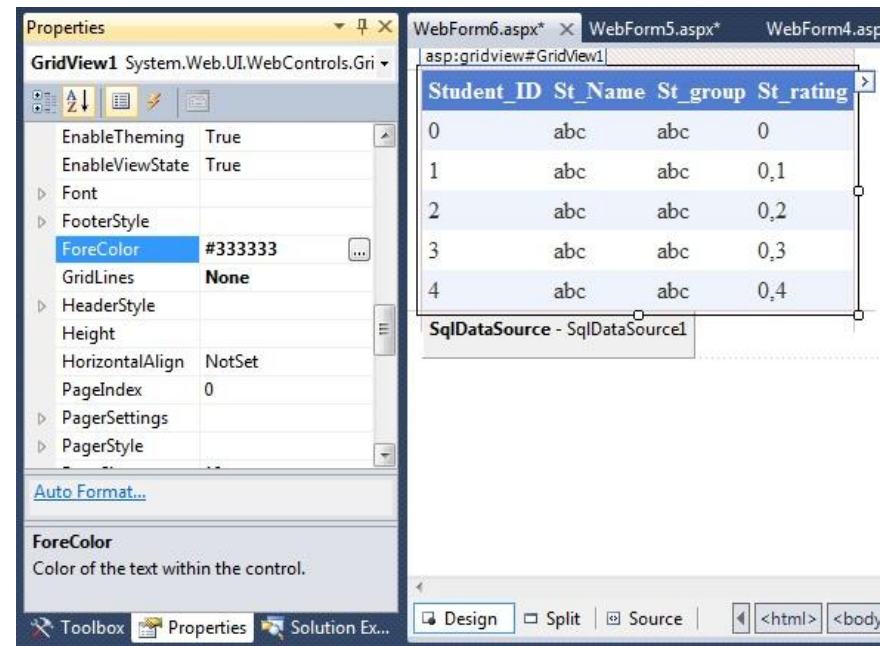 Properties
GridView1 System.Web.UI.WebControls.Gri
EnableTheming True
EnableViewState True
Font
FooterStyle
ForeColor #333333 ...
GridLines None
HeaderStyle
Height
HorizontalAlign NotSet
PageIndex 0
PagerSettings
PagerStyle
Auto Format...
ForeColor
Color of the text within the control.
Toolbox Properties Solution Ex...
WebForm6.aspx* WebForm5.aspx* WebForm4.asp
asp:gridview#GridView1
Student_ID St_Name St_group St_rating
0 abc abc 0
1 abc abc 0,1
2 abc abc 0,2
3 abc abc 0,3
4 abc abc 0,4
SqlDataSource - SqlDataSource1
Design Split Source <html> <body